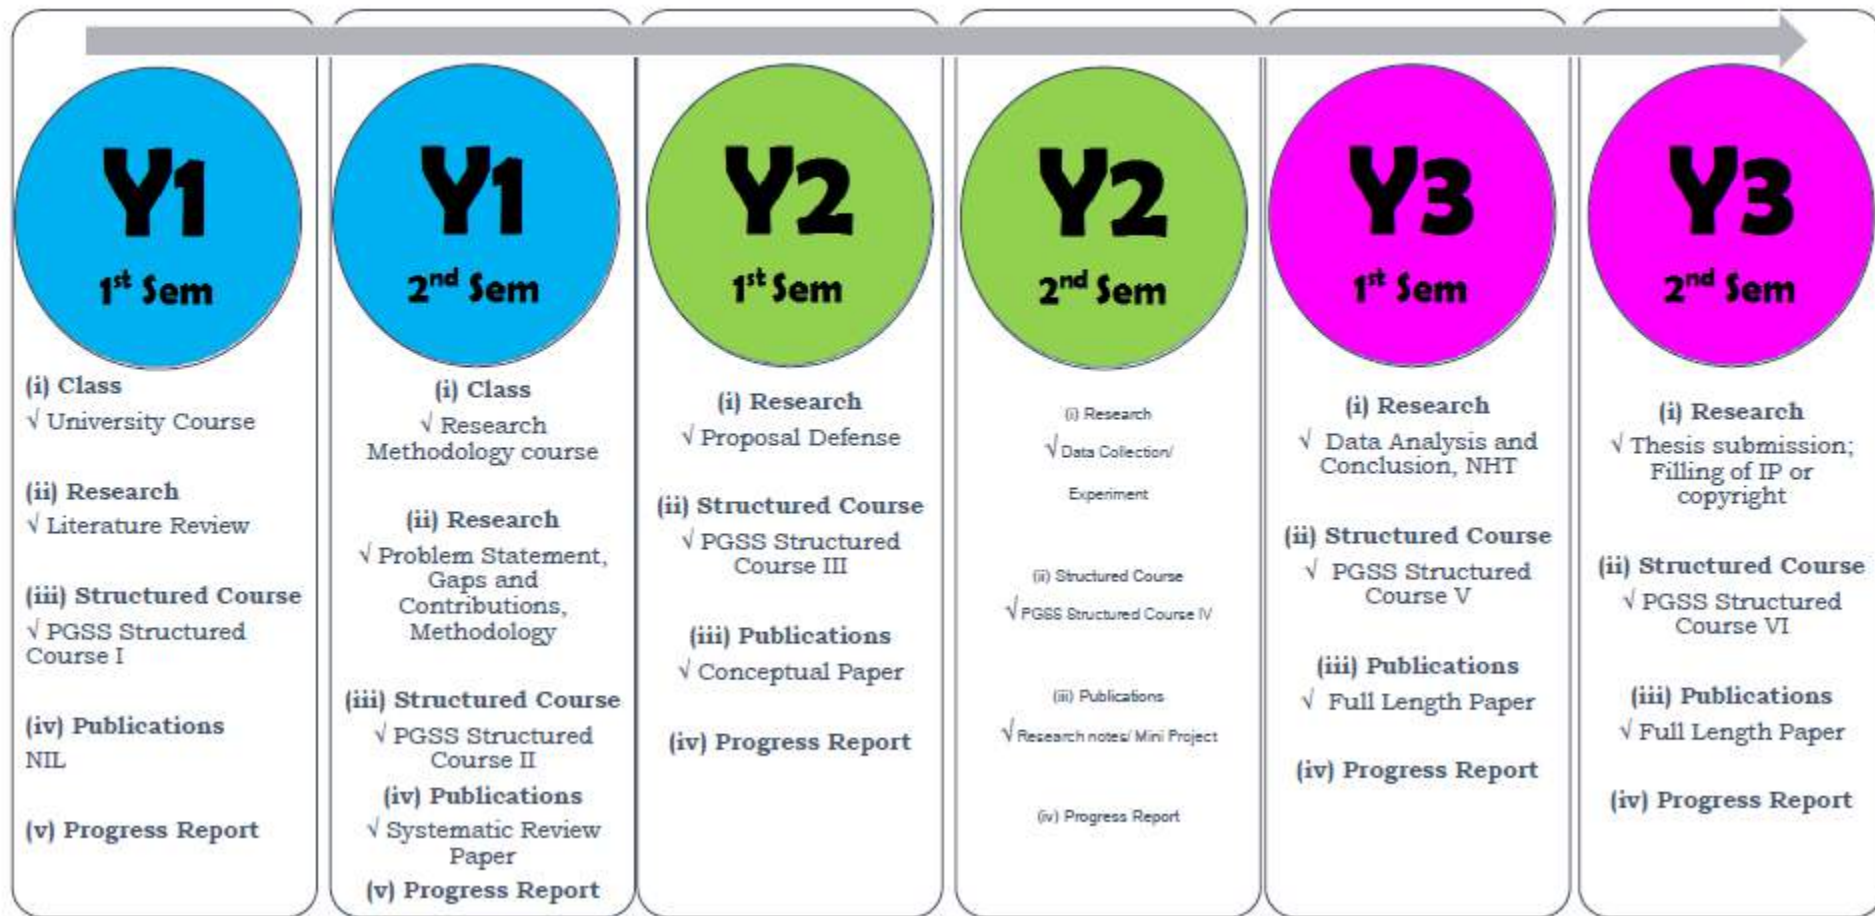 Y1
1st Sem
(i) Class
√ University Course
(ii) Research
√ Literature Review
(iii) Structured Course
√ PGSS Structured
Course I
(iv) Publications
NIL
(v) Progress Report
Y1
2nd Sem
(i) Class
√ Research
Methodology course
(ii) Research
√ Problem Statement,
Gaps and
Contributions,
Methodology
(iii) Structured Course
√ PGSS Structured
Course II
(iv) Publications
√ Systematic Review
Paper
(v) Progress Report
Y2
1st Sem
(i) Research
√ Proposal Defense
(ii) Structured Course
√ PGSS Structured
Course III
(iii) Publications
√ Conceptual Paper
(iv) Progress Report
Y2
2nd Sem
(i) Research
√ Data Collection/
Experiment
(ii) Structured Course
√ PGSS Structured Course IV
(iii) Publications
√ Research notes/ Mini Project
(iv) Progress Report
Y3
1st Sem
(i) Research
√ Data Analysis and
Conclusion, NHT
(ii) Structured Course
√ PGSS Structured
Course V
(iii) Publications
√ Full Length Paper
(iv) Progress Report
Y3
2nd Sem
(i) Research
√ Thesis submission;
Filling of IP or
copyright
(ii) Structured Course
√ PGSS Structured
Course VI
(iii) Publications
√ Full Length Paper
(iv) Progress Report